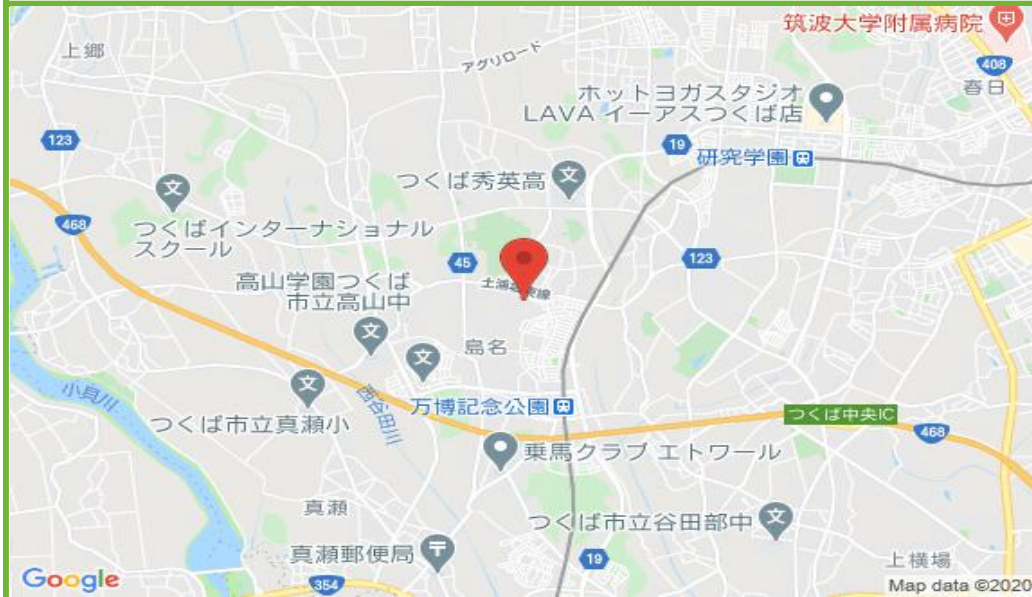 筑波大学附属病院
上郷
アグリロード
408
春日
ホットヨガスタジオ
LAVA イーアスつくば店
123
19
研究学園
つくば秀英高
468
つくばインターナショナル
スクール
45
123
高山学園つくば
市立高山中
島名
小貝川
西谷田川
万博記念公園
つくば中央IC
つくば市立真瀬小
468
乗馬クラブ エトワール
真瀬
つくば市立谷田部中
真瀬郵便局
19
上横場
Google
354
Map data ©2020